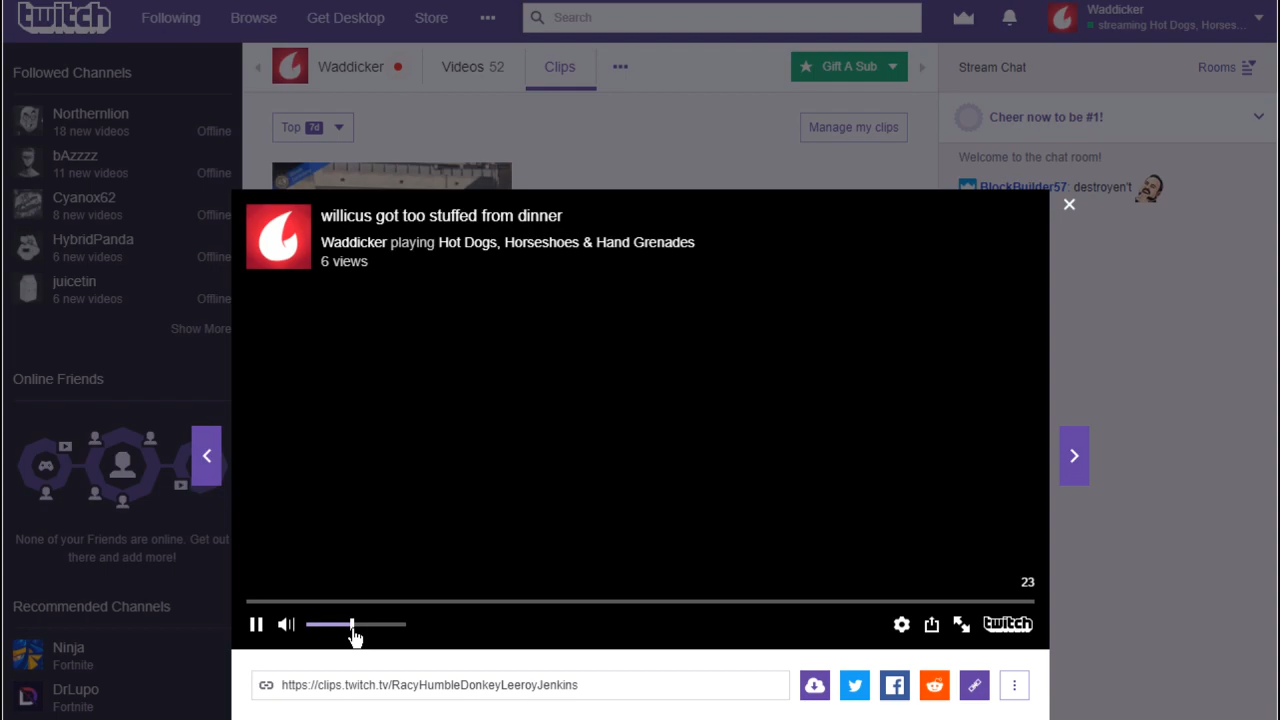 twitch
Following
Browse
Get Desktop
Store
Search
Waddicker
streaming Hot Dogs, Horses...
Followed Channels
Northernlion
18 new videos
Offline
bAzzzz
11 new videos
Offline
Cyanox62
8 new videos
Offline
HybridPanda
6 new videos
Offline
juicetin
6 new videos
Offline
Show More
Online Friends
None of your Friends are online. Get out
there and add more!
Recommended Channels
Ninja
Fortnite
DrLupo
Fortnite
Waddicker
Videos 52
Clips
Gift A Sub
Top 7d
Manage my clips
willicus got too stuffed from dinner
Waddicker playing Hot Dogs, Horseshoes & Hand Grenades
6 views
23
twitch
https://clips.twitch.tv/RacyHumbleDonkeyLeeroyJenkins
Stream Chat
Rooms
Cheer now to be #1!
Welcome to the chat room!
BlockBuilder57: destroyen't